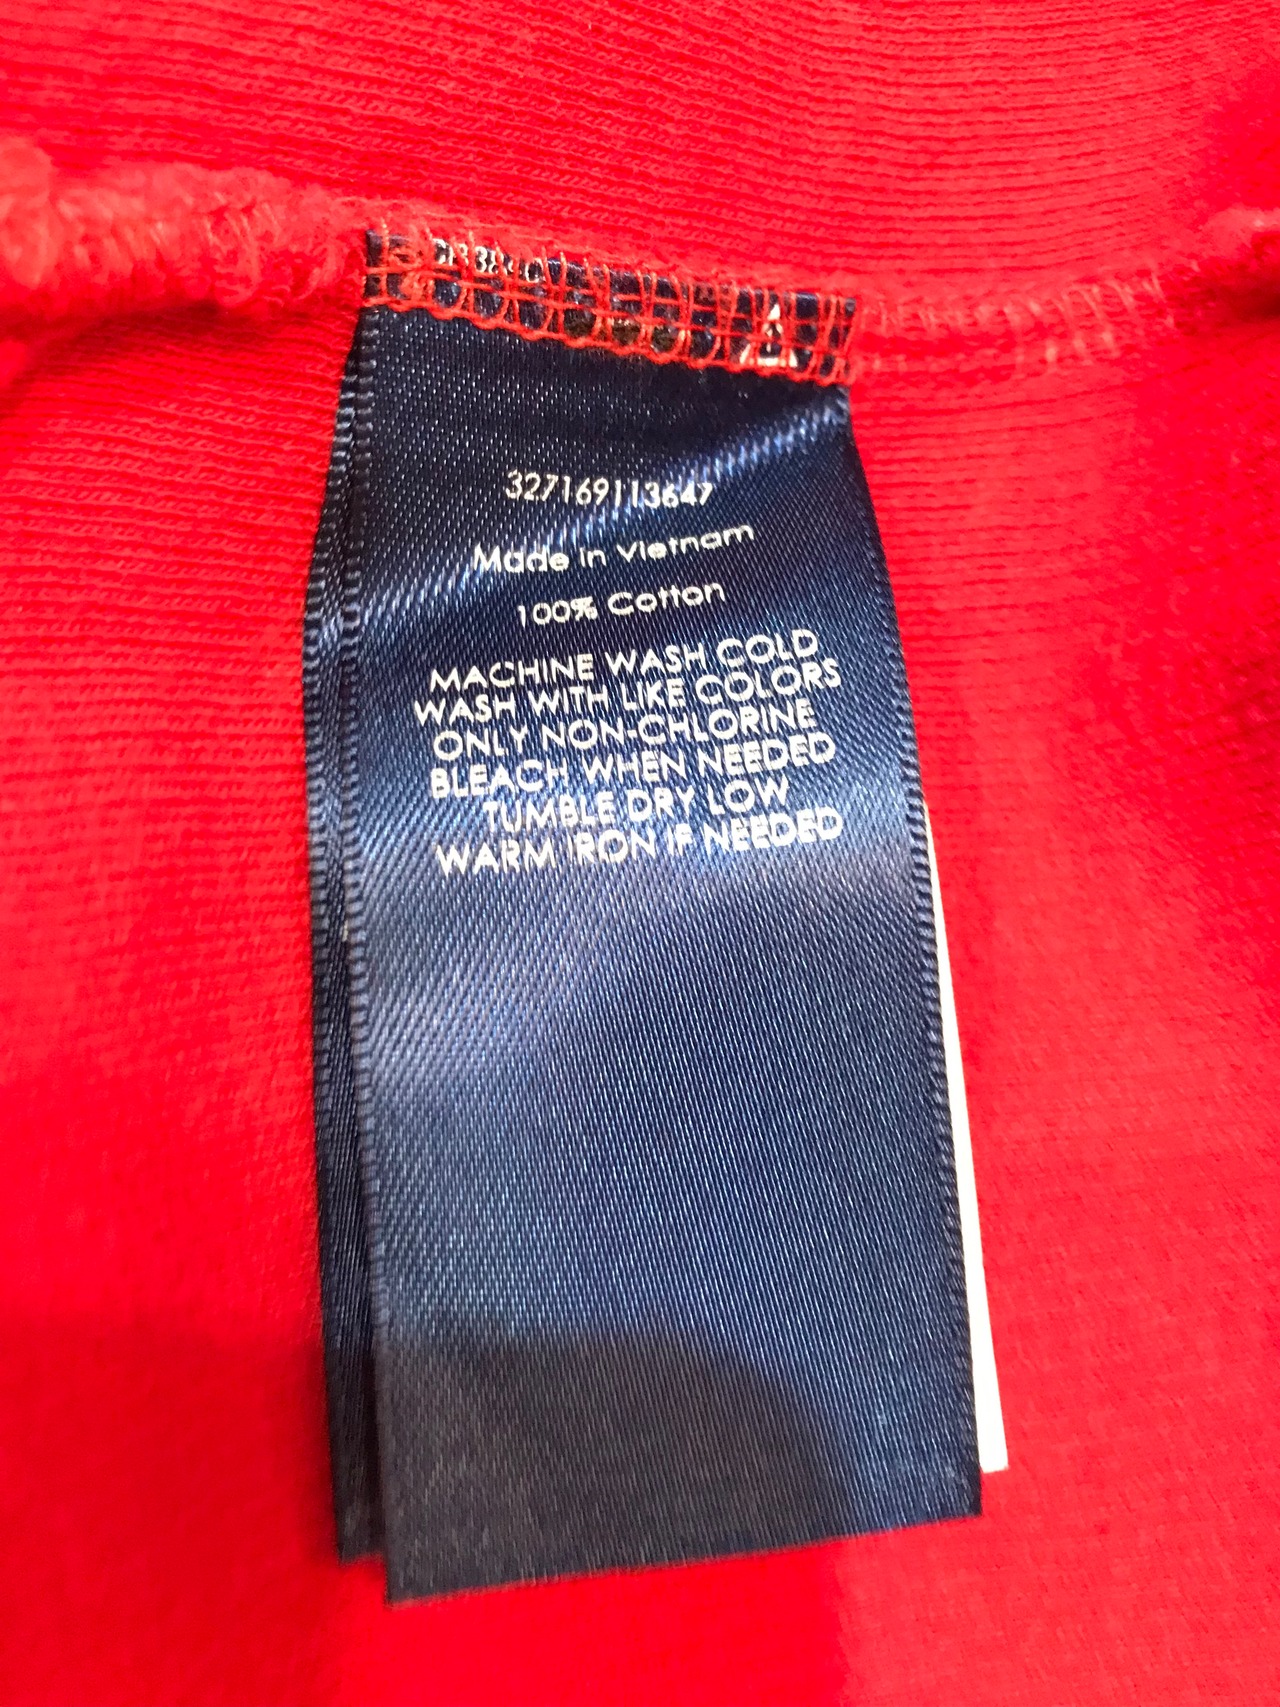 327169113647
Made in Vietnam
100% Cotton
MACHINE WASH COLD
WASH WITH LIKE COLORS
ONLY NON-CHLORINE
BLEACH WHEN NEEDED
TUMBLE DRY LOW
WARM IRON IF NEEDED